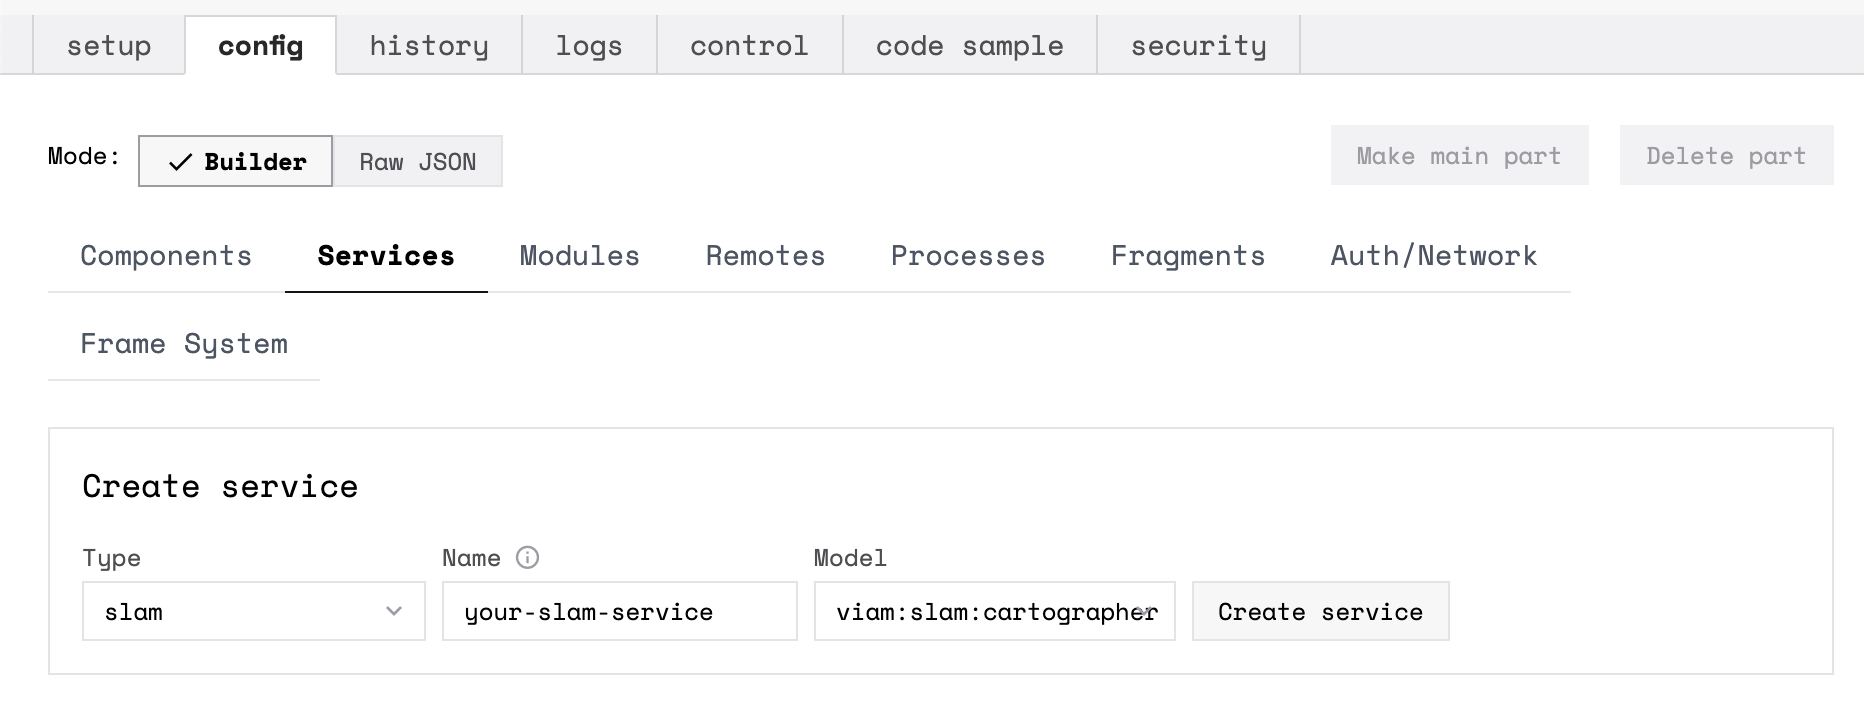 setup config history logs control code sample security
Mode: Builder Raw JSON Make main part Delete part
Components Services Modules Remotes Processes Fragments Auth/Network
Frame System
Create service
Type Name Model
slam your-slam-service viam:slam:cartographer Create service